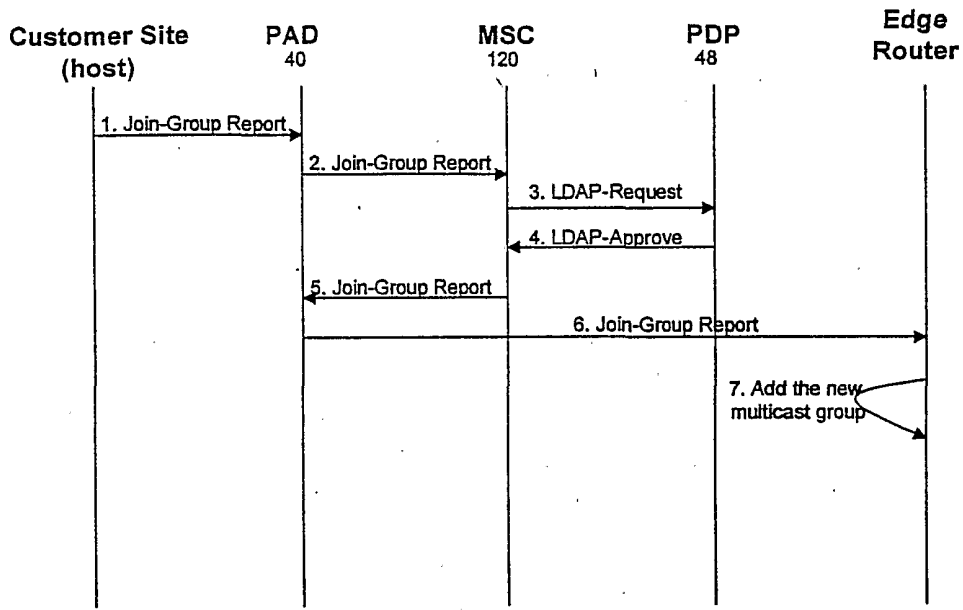 Customer Site
(host)
PAD
40
MSC
120
PDP
48
Edge
Router
1. Join-Group Report
2. Join-Group Report
3. LDAP-Request
4. LDAP-Approve
5. Join-Group Report
6. Join-Group Report
7. Add the new
multicast group